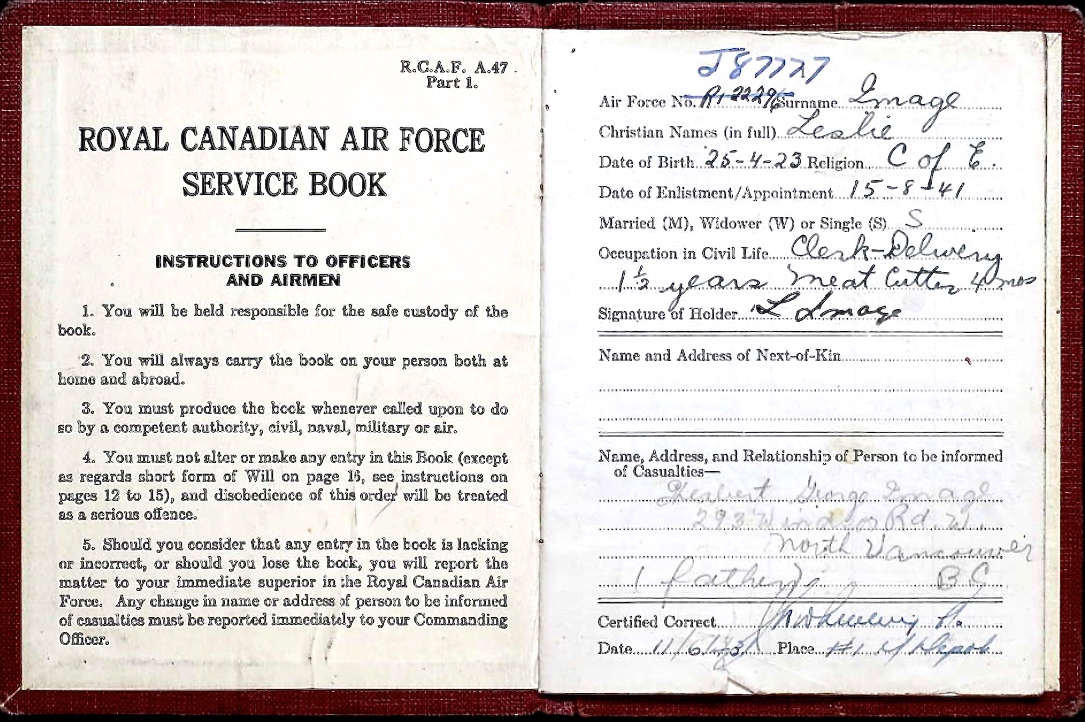 R.C.A.F. A.47
Part 1.
ROYAL CANADIAN AIR FORCE
SERVICE BOOK
INSTRUCTIONS TO OFFICERS
AND AIRMEN
1. You will be held responsible for the safe custody of the
book.
2. You will always carry the book on your person both at
home and abroad.
3. You must produce the book whenever called upon to do
so by a competent authority, civil, naval, military or air.
4. You must not alter or make any entry in this Book (except
as regards short form of Will on page 16, see instructions on
pages 12 to 15), and disobedience of this order will be treated
as a serious offence.
5. Should you consider that any entry in the book is lacking
or incorrect, or should you lose the book, you will report the
matter to your immediate superior in the Royal Canadian Air
Force. Any change in name or address of person to be informed
of casualties must be reported immediately to your Commanding
Officer.
J87727
Air Force No. Surname Image
Christian Names (in full) Leslie
Date of Birth 25-4-23 Religion C of E.
Date of Enlistment/Appointment 15-8-41
Married (M), Widower (W) or Single (S) S
Occupation in Civil Life Clerk-Delivery
1½ years Meat Cutter 4 mos
Signature of Holder L Image
Name and Address of Next-of-Kin
Name, Address, and Relationship of Person to be informed
of Casualties—
Herbert George Image
293 Windsor Rd. W.
North Vancouver
(father) B C
Certified Correct
Date Place #1 Y Depot